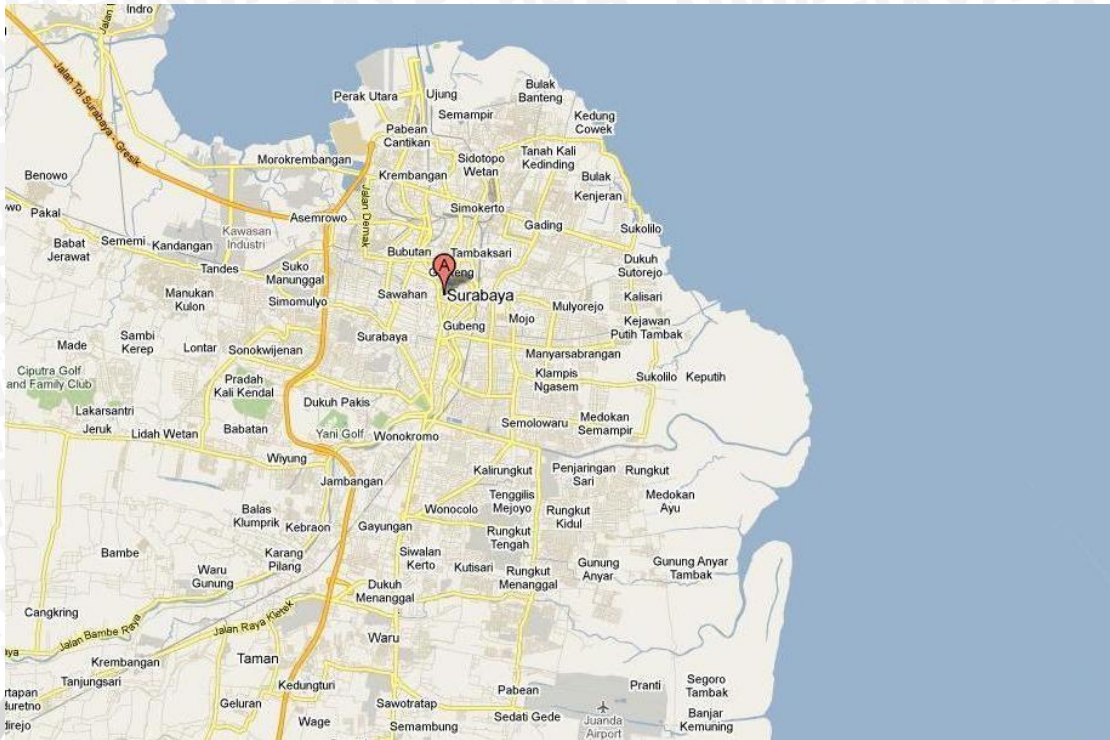 Indro
Jalan Tol Surabaya - Gresik
Perak Utara
Ujung
Bulak
Banteng
Semampir
Kedung
Cowek
Pabean
Cantikan
Tanah Kali
Kedinding
Morokrembangan
Sidotopo
Wetan
Krembangan
Bulak
Benowo
Jalan Demak
Kenjeran
Simokerto
Pakal
Asemrowo
Gading
Sukolilo
Kawasan
Industri
Babat
Jerawat
Sememi
Kandangan
Bubutan
Tambaksari
Tandes
Suko
Manunggal
A
Dukuh
Sutorejo
Manukan
Kulon
Simomulyo
Sawahan
Surabaya
Kalisari
Mulyorejo
Mojo
Gubeng
Kejawan
Putih Tambak
Sambi
Kerep
Surabaya
Made
Lontar
Sonokwijenan
Manyarsabrangan
Ciputra Golf
and Family Club
Pradah
Kali Kendal
Klampis
Ngasem
Sukolilo
Keputih
Dukuh Pakis
Lakarsantri
Jeruk
Lidah Wetan
Babatan
Yani Golf
Wonokromo
Semolowaru
Medokan
Semampir
Wiyung
Jambangan
Kalirungkut
Penjaringan
Sari
Rungkut
Tenggilis
Mejoyo
Medokan
Ayu
Balas
Klumprik
Kebraon
Gayungan
Wonocolo
Rungkut
Kidul
Rungkut
Tengah
Bambe
Karang
Pilang
Siwalan
Kerto
Kutisari
Rungkut
Menanggal
Gunung
Anyar
Gunung Anyar
Tambak
Waru
Gunung
Dukuh
Menanggal
Cangkring
Jalan Bambe Raya
Jalan Raya Kletek
Waru
Krembangan
Taman
Tanjungsari
Kedungturi
Geluran
Sawotratap
Pabean
Pranti
Segoro
Tambak
Wage
Semambung
Sedati Gede
Juanda
Airport
Banjar
Kemuning